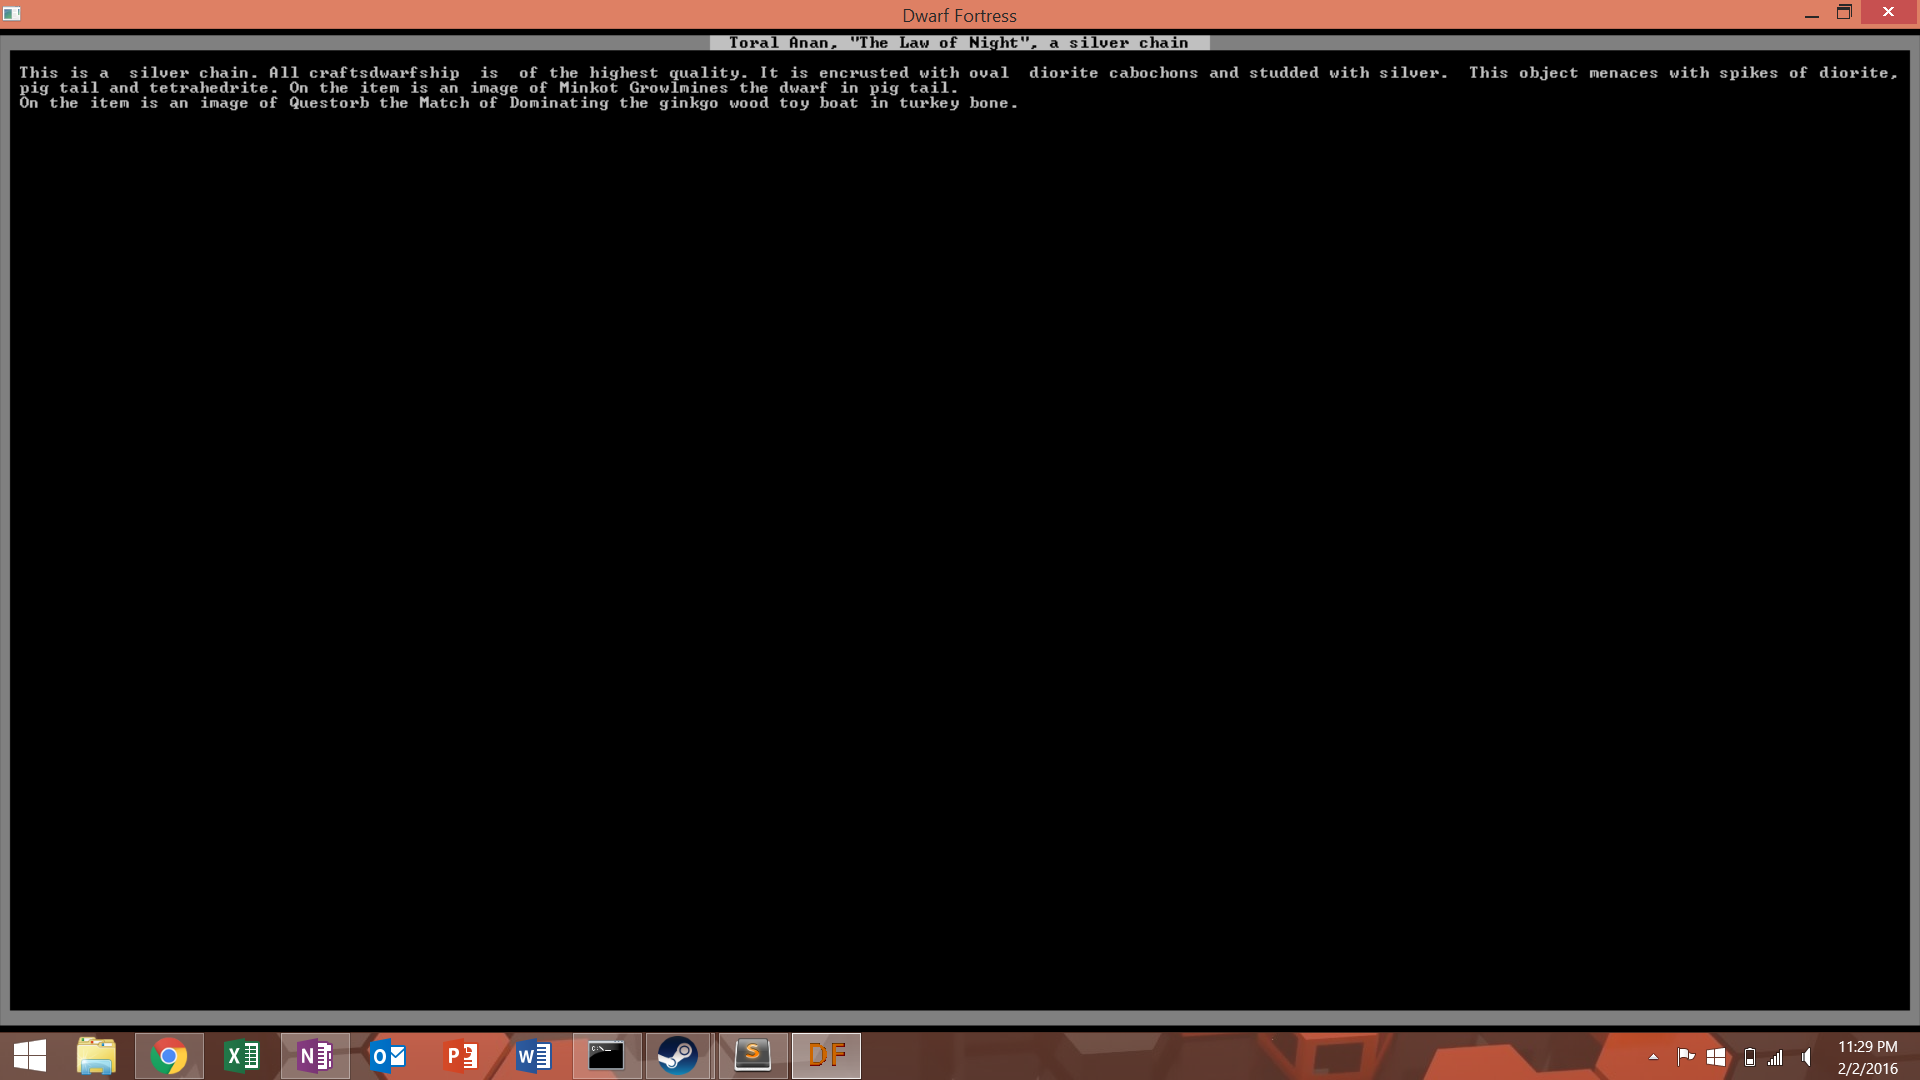 Dwarf Fortress
Toral Anan, "The Law of Night", a silver chain
This is a  silver chain. All craftsdwarfship  is  of the highest quality. It is encrusted with oval  diorite cabochons and studded with silver.  This object menaces with spikes of diorite,
pig tail and tetrahedrite. On the item is an image of Minkot Growlmines the dwarf in pig tail.
On the item is an image of Questorb the Match of Dominating the ginkgo wood toy boat in turkey bone.
DF
11:29 PM
2/2/2016